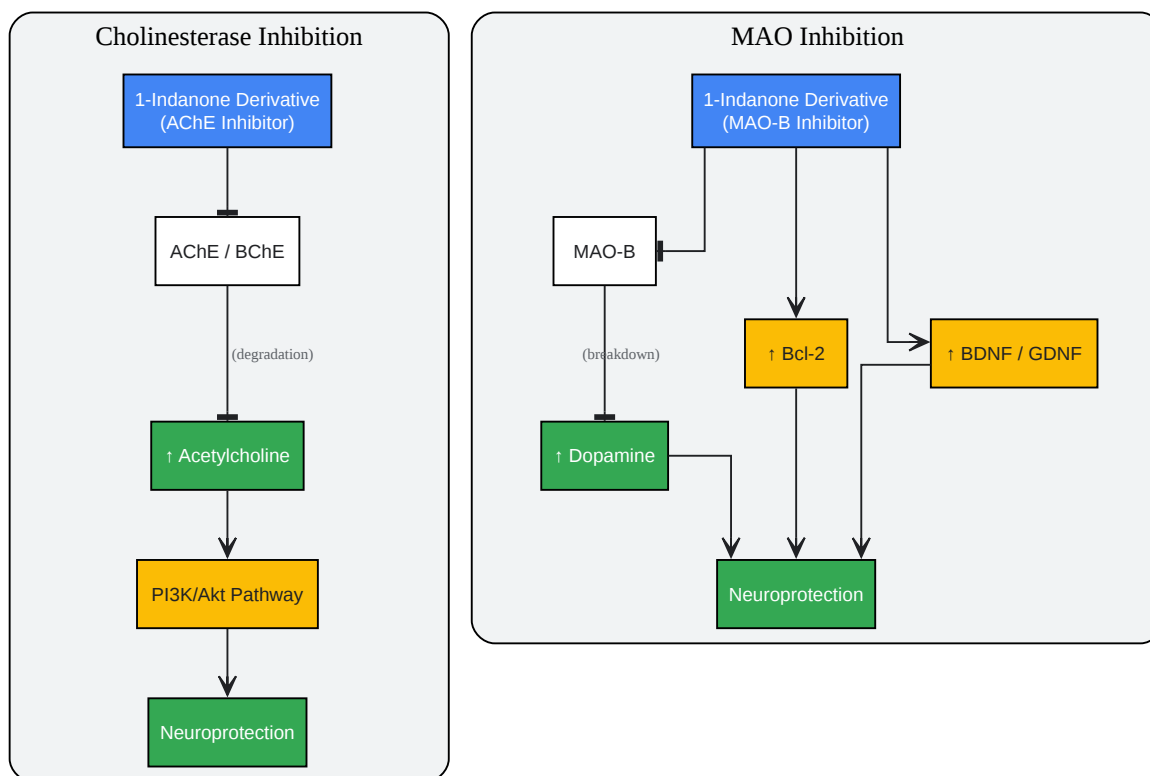 Cholinesterase Inhibition
1-Indanone Derivative
(AChE Inhibitor)
AChE / BChE
(degradation)
↑ Acetylcholine
PI3K/Akt Pathway
Neuroprotection
MAO Inhibition
1-Indanone Derivative
(MAO-B Inhibitor)
MAO-B
(breakdown)
↑ Bcl-2
↑ BDNF / GDNF
↑ Dopamine
Neuroprotection